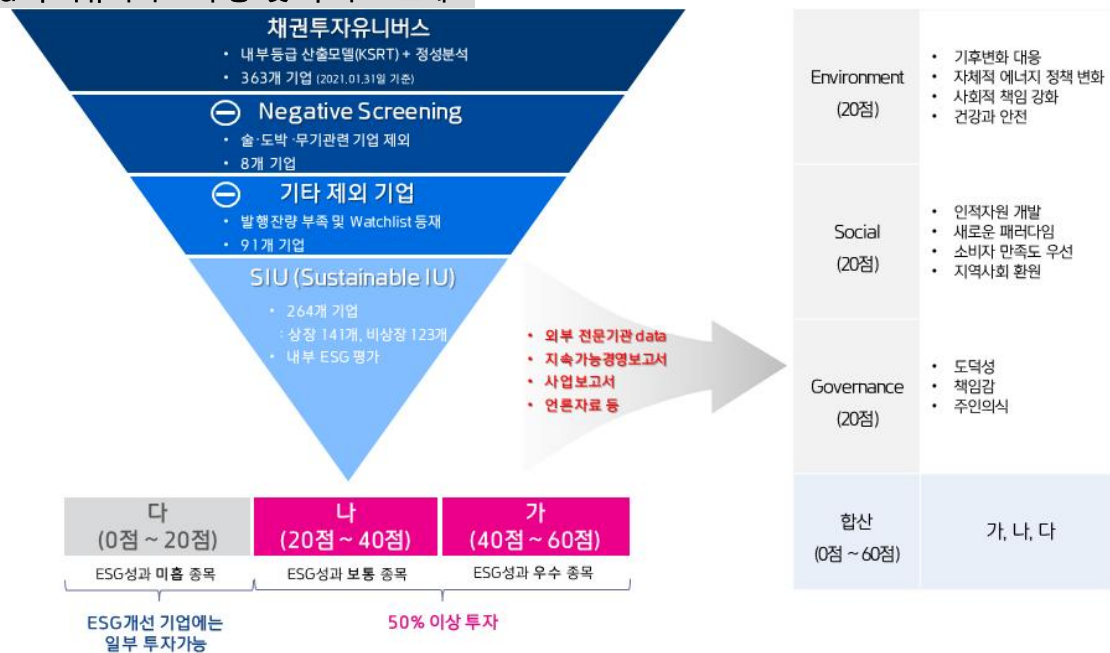 채권투자유니버스
• 내부등급 산출모델(KSRT) + 정성분석
• 363개 기업 (2021.01.31일 기준)
Negative Screening
• 술·도박·무기관련 기업 제외
• 8개 기업
기타 제외 기업
• 발행잔량 부족 및 Watchlist 등재
• 91개 기업
SIU (Sustainable IU)
• 264개 기업
: 상장 141개, 비상장 123개
• 내부 ESG 평가
• 외부 전문기관 data
• 지속가능경영보고서
• 사업보고서
• 언론자료 등
Environment
(20점)
• 기후변화 대응
• 자체적 에너지 정책 변화
• 사회적 책임 강화
• 건강과 안전
Social
(20점)
• 인적자원 개발
• 새로운 패러다임
• 소비자 만족도 우선
• 지역사회 환원
Governance
(20점)
• 도덕성
• 책임감
• 주인의식
합산
(0점 ~ 60점)
가, 나, 다
다
(0점 ~ 20점)
나
(20점 ~ 40점)
가
(40점 ~ 60점)
ESG성과 미흡 종목
ESG성과 보통 종목
ESG성과 우수 종목
ESG개선 기업에는
일부 투자가능
50% 이상 투자